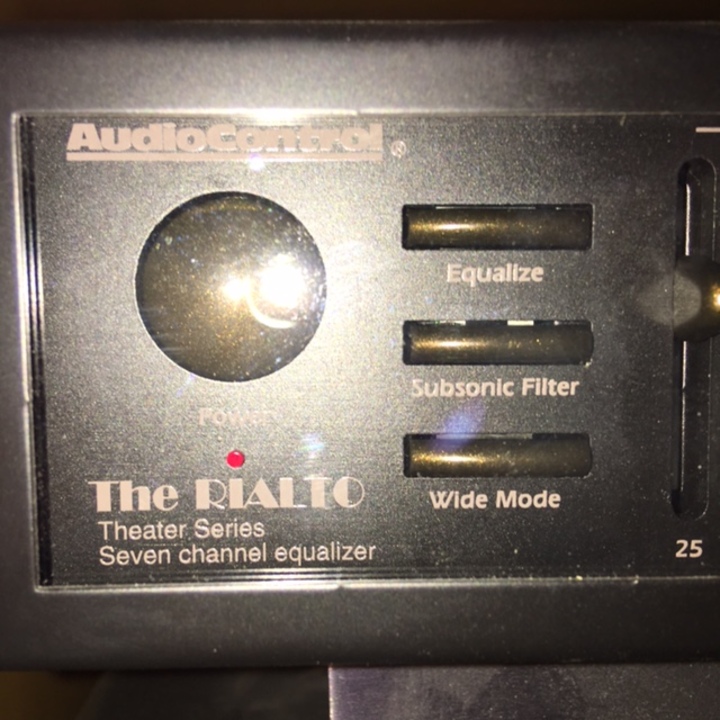 AudioControl®
Equalize
Subsonic Filter
Power
Wide Mode
The RIALTO
Theater Series
Seven channel equalizer
25